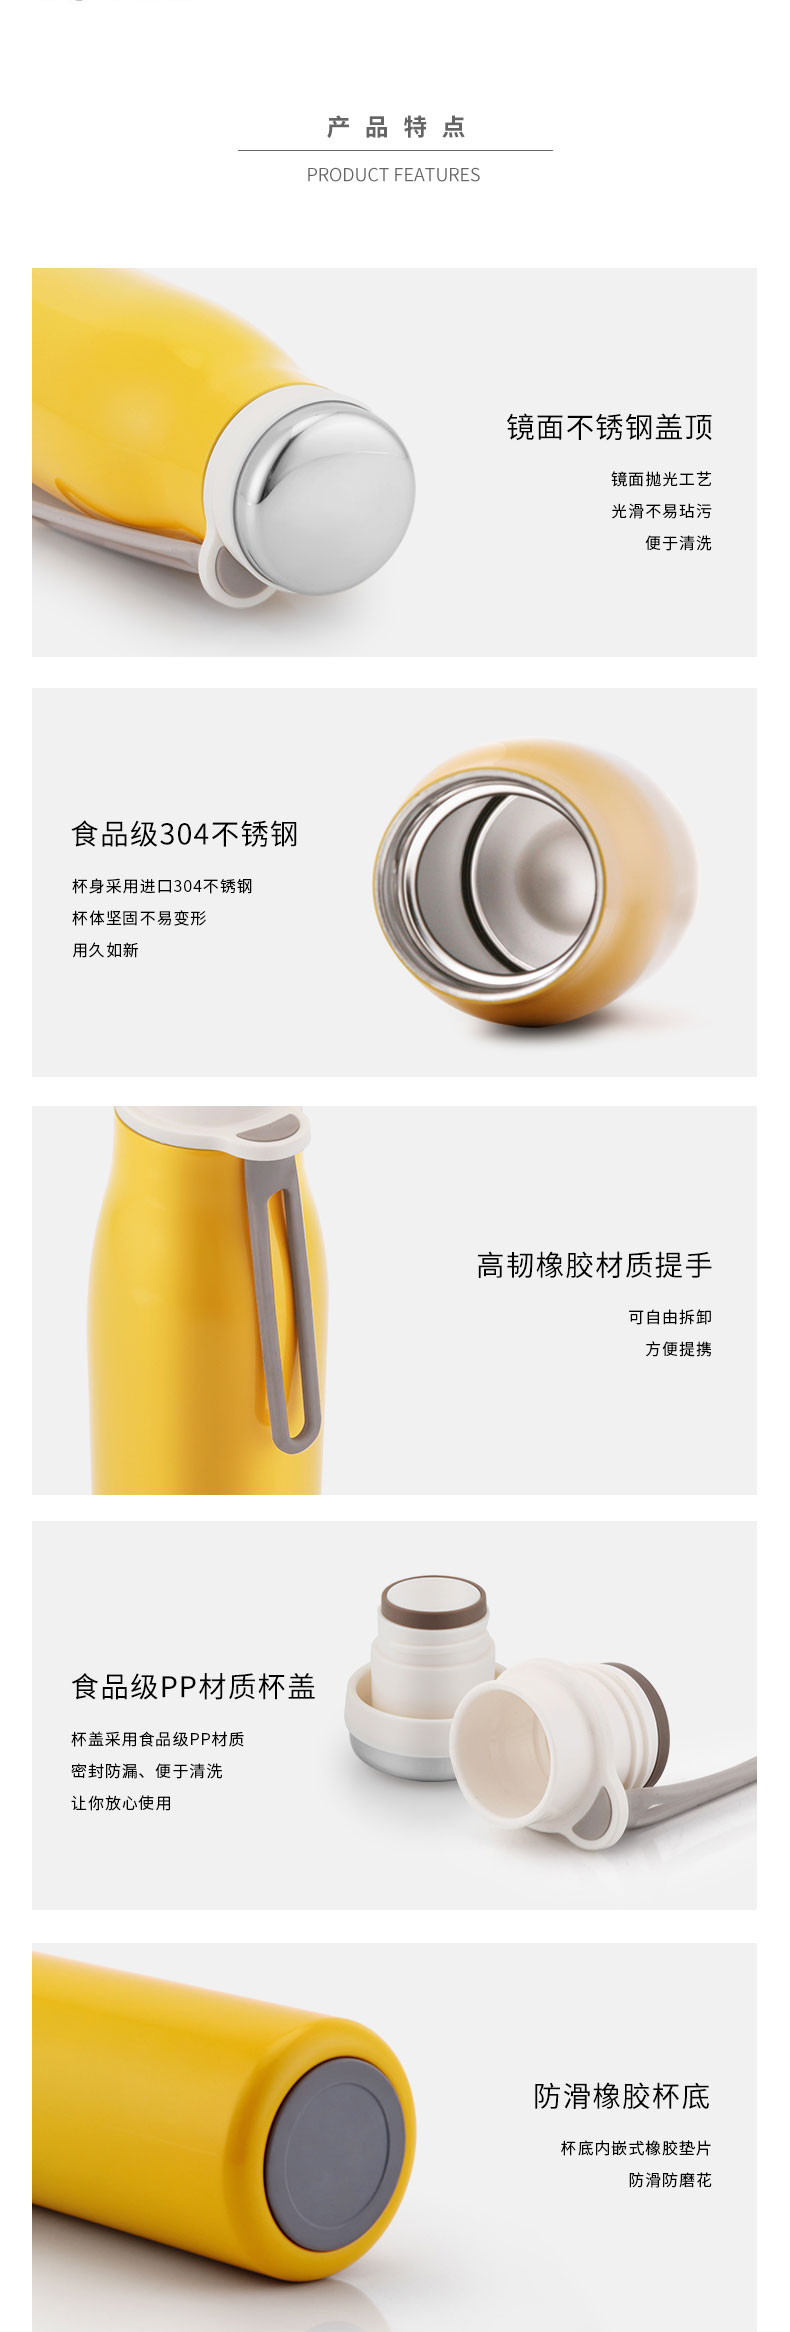 产品特点
PRODUCT FEATURES
镜面不锈钢盖顶
镜面抛光工艺
光滑不易玷污
便于清洗
食品级304不锈钢
杯身采用进口304不锈钢
杯体坚固不易变形
用久如新
高韧橡胶材质提手
可自由拆卸
方便提携
食品级PP材质杯盖
杯盖采用食品级PP材质
密封防漏、便于清洗
让你放心使用
防滑橡胶杯底
杯底内嵌式橡胶垫片
防滑防磨花